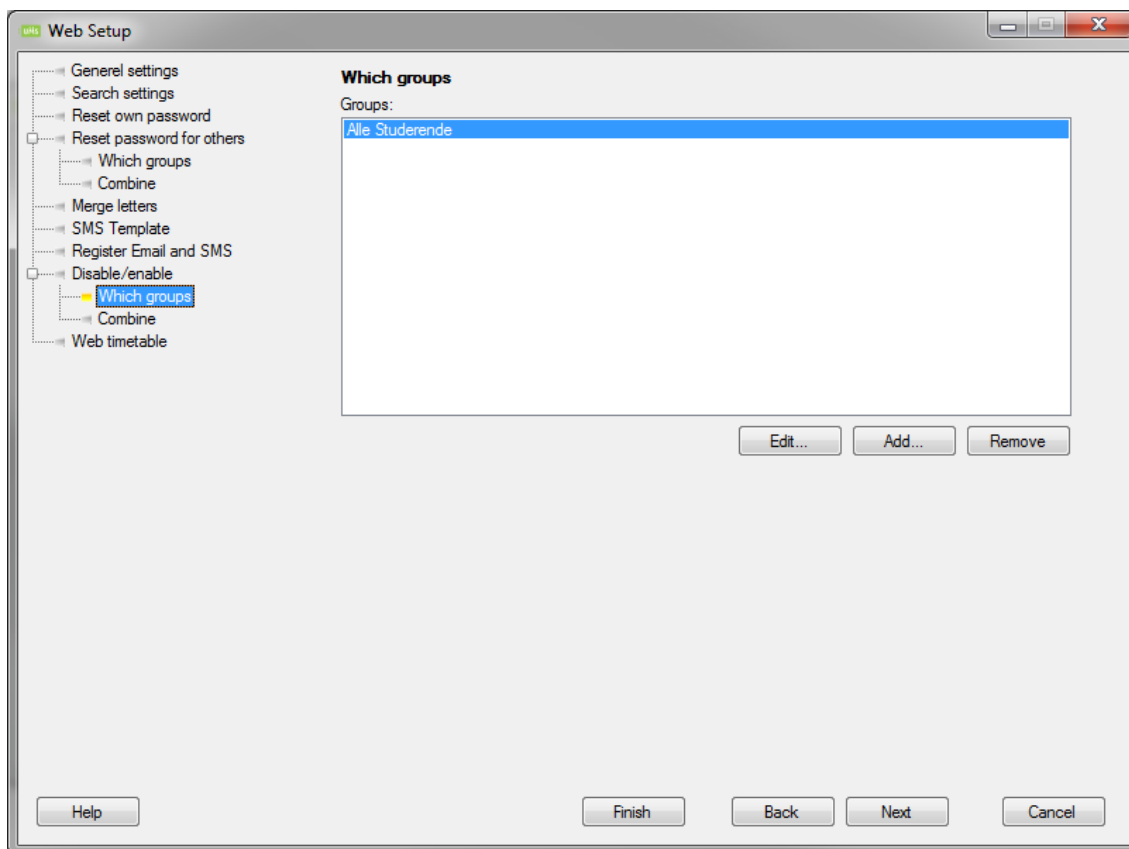 UMS Web Setup
Generel settings
Search settings
Reset own password
Reset password for others
Which groups
Combine
Merge letters
SMS Template
Register Email and SMS
Disable/enable
Which groups
Combine
Web timetable
Which groups
Groups:
Alle Studerende
Edit... Add... Remove
Help Finish Back Next Cancel